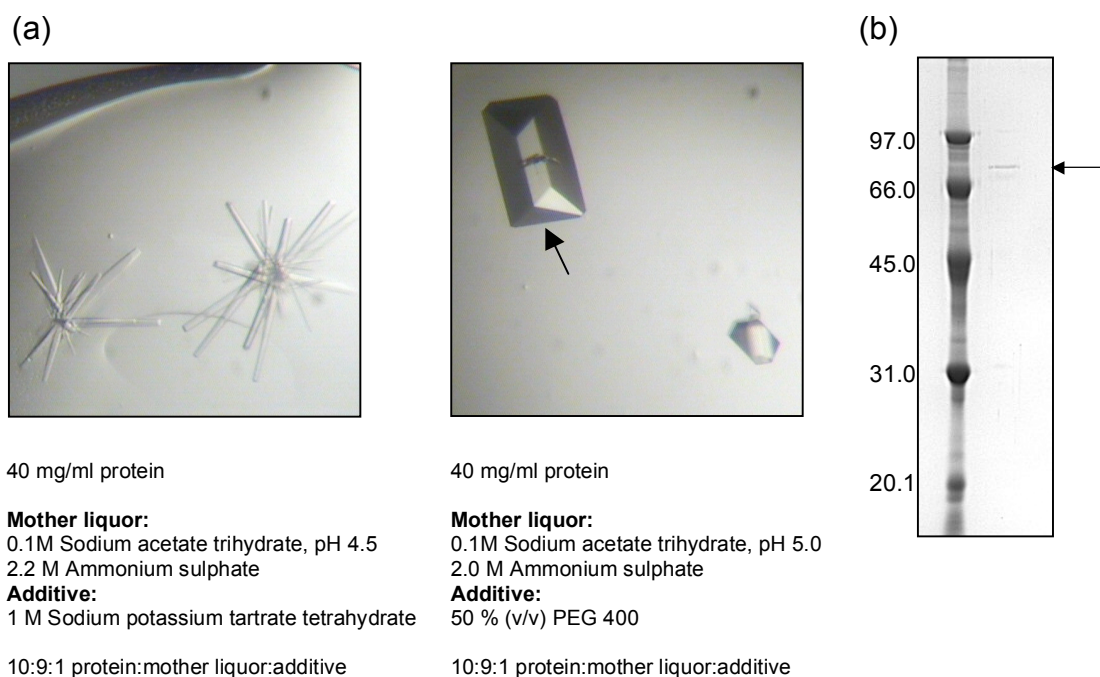 (a)
40 mg/ml protein
Mother liquor:
0.1M Sodium acetate trihydrate, pH 4.5
2.2 M Ammonium sulphate
Additive:
1 M Sodium potassium tartrate tetrahydrate
10:9:1 protein:mother liquor:additive
40 mg/ml protein
Mother liquor:
0.1M Sodium acetate trihydrate, pH 5.0
2.0 M Ammonium sulphate
Additive:
50 % (v/v) PEG 400
10:9:1 protein:mother liquor:additive
(b)
97.0
66.0
45.0
31.0
20.1